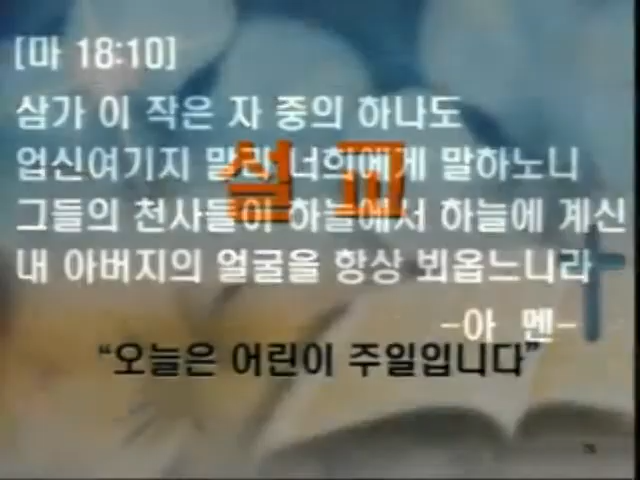 [마 18:10]
삼가 이 작은 자 중의 하나도
업신여기지 말라 너희에게 말하노니
설 교
그들의 천사들이 하늘에서 하늘에 계신
내 아버지의 얼굴을 항상 뵈옵느니라
-아 멘-
“오늘은 어린이 주일입니다”